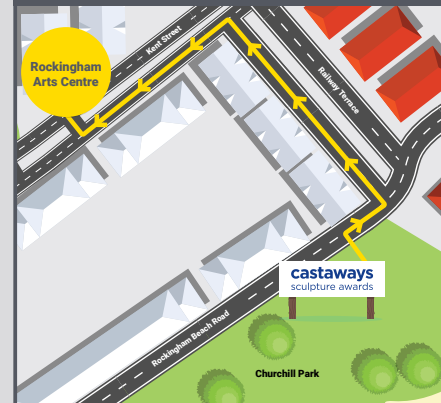 Kent Street
Rockingham
Arts Centre
Railway Terrace
castaways
sculpture awards
Rockingham Beach Road
Churchill Park